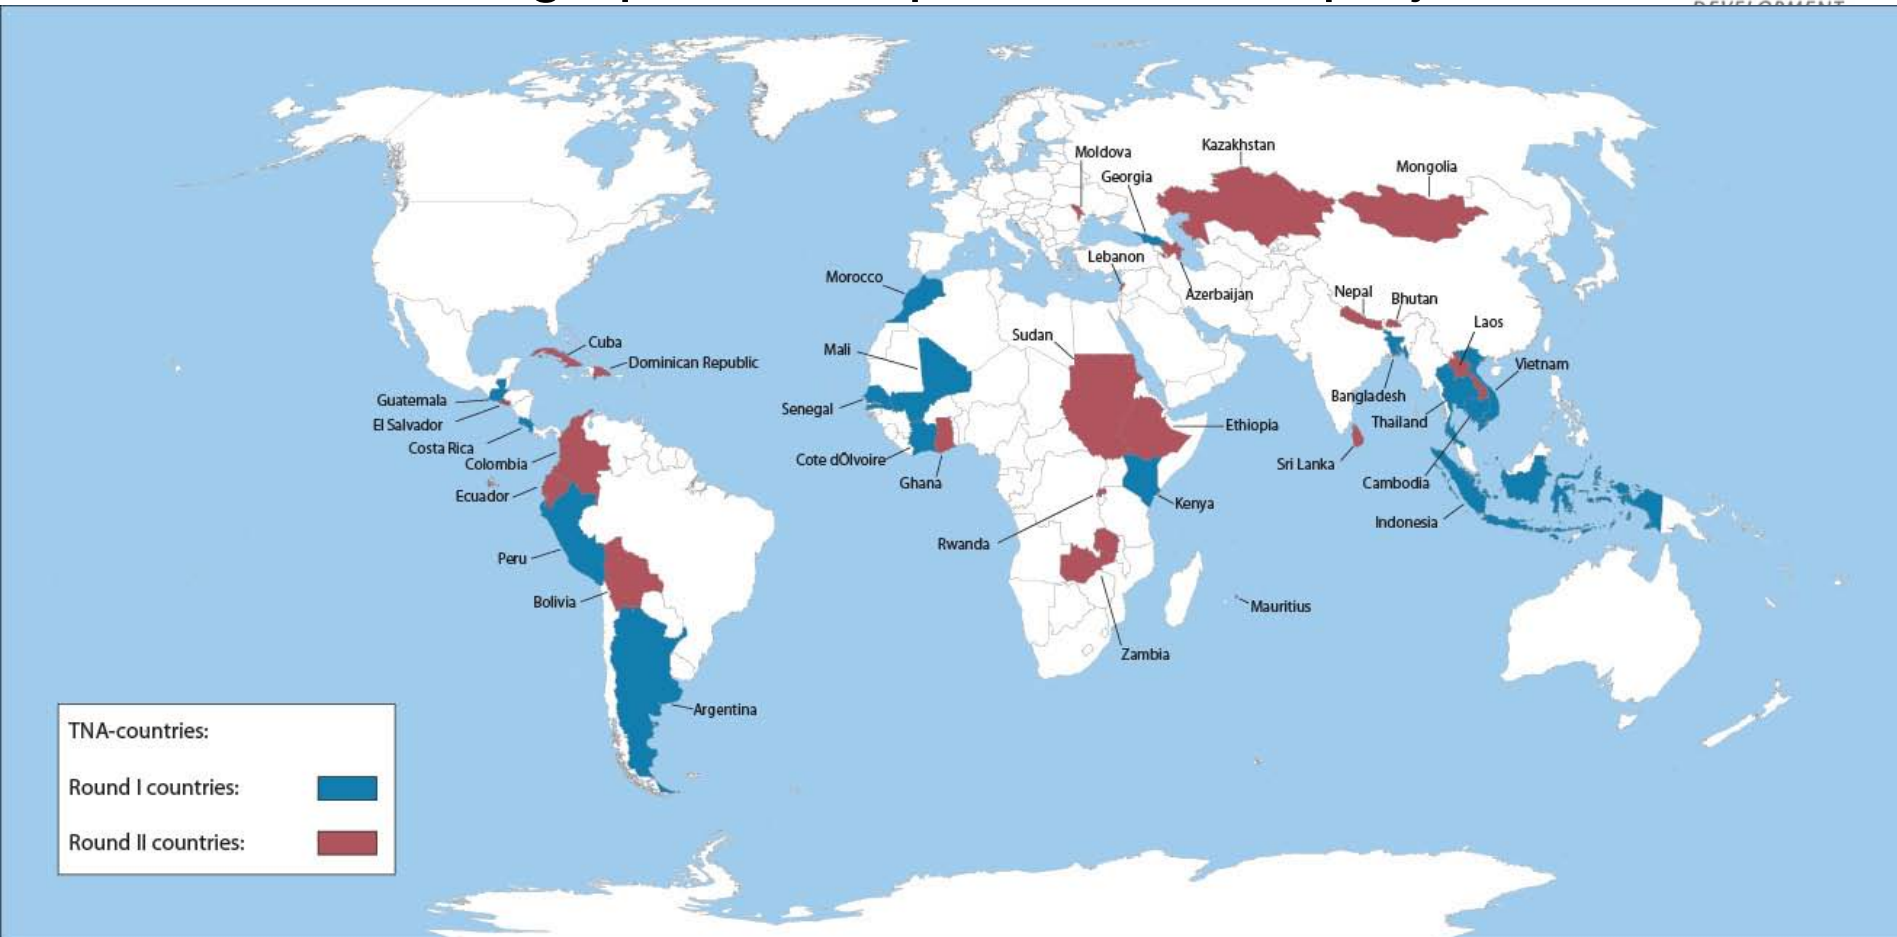 DEVELOPMENT
Kazakhstan
Moldova
Mongolia
Georgia
Lebanon
Morocco
Azerbaijan
Nepal
Bhutan
Laos
Sudan
Cuba
Mali
Dominican Republic
Vietnam
Bangladesh
Guatemala
Senegal
Thailand
El Salvador
Ethiopia
Costa Rica
Colombia
Cote dÕlvoire
Sri Lanka
Ghana
Cambodia
Ecuador
Kenya
Indonesia
Rwanda
Peru
Bolivia
Mauritius
Zambia
Argentina
TNA-countries:
Round I countries:
Round II countries: